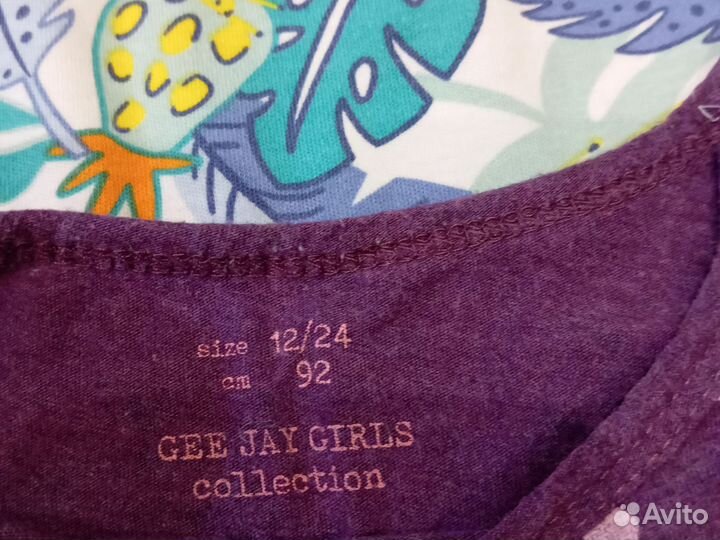 size 12/24
cm 92
GEE JAY GIRLS
collection
Avito